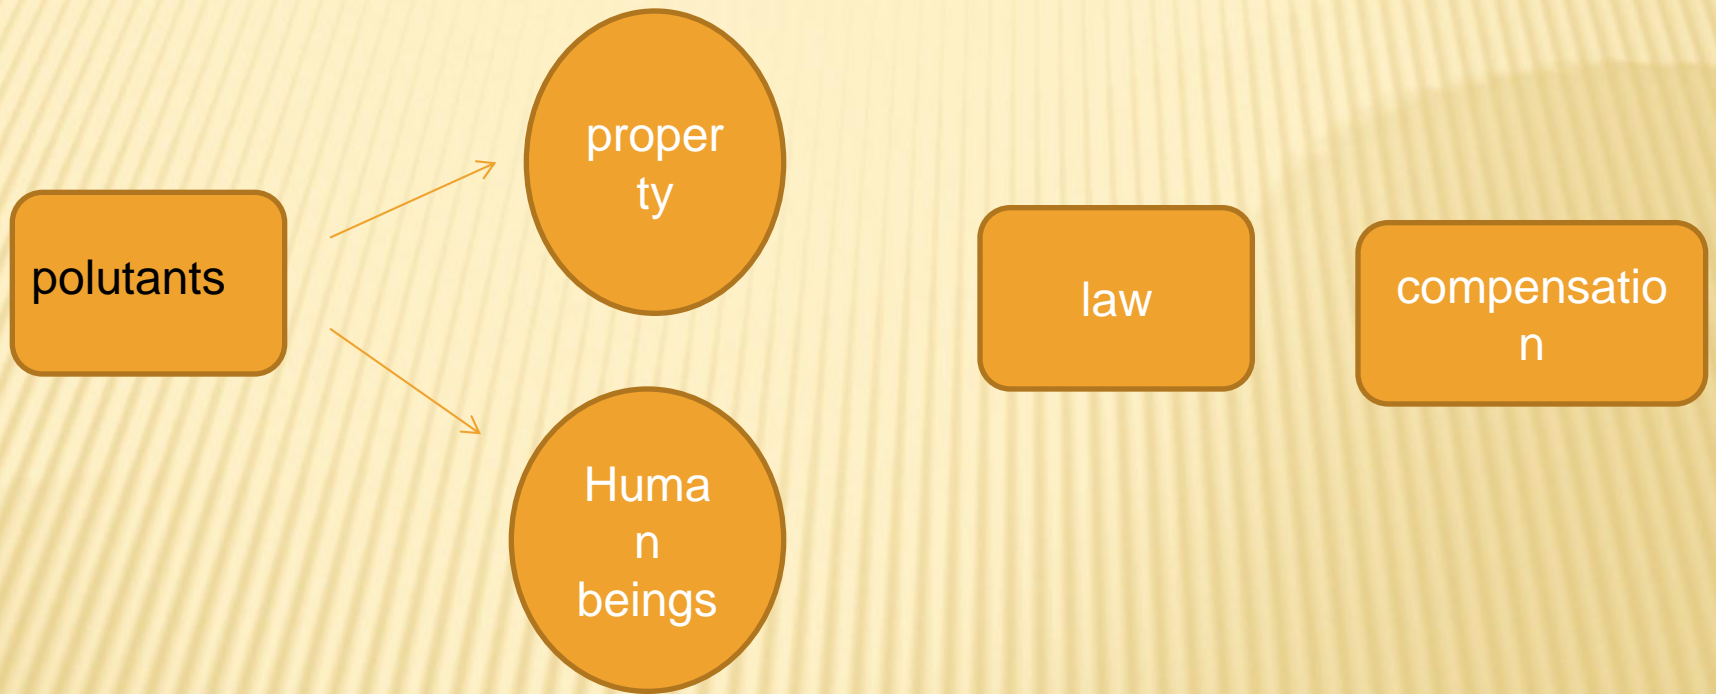 polutants
proper
ty
Huma
n
beings
law
compensatio
n